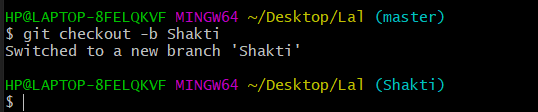 HP@LAPTOP-8FELQKVF MINGW64 ~/Desktop/Lal (master)
$ git checkout -b Shakti
Switched to a new branch 'Shakti'
HP@LAPTOP-8FELQKVF MINGW64 ~/Desktop/Lal (Shakti)
$